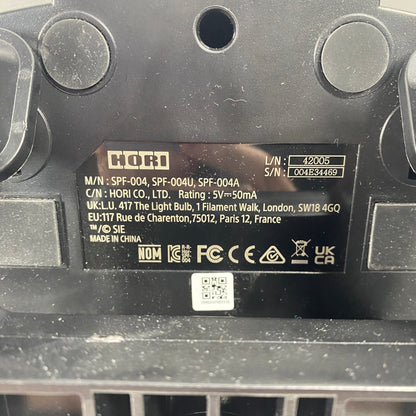 HORI
L/N : 42005
S/N : 004E34469
M/N : SPF-004, SPF-004U, SPF-004A
C/N : HORI CO., LTD. Rating : 5V⎓50mA
UK:L.U. 417 The Light Bulb, 1 Filament Walk, London, SW18 4GQ
EU:117 Rue de Charenton,75012, Paris 12, France
™/© SIE
MADE IN CHINA
NOM FC CE UK CA